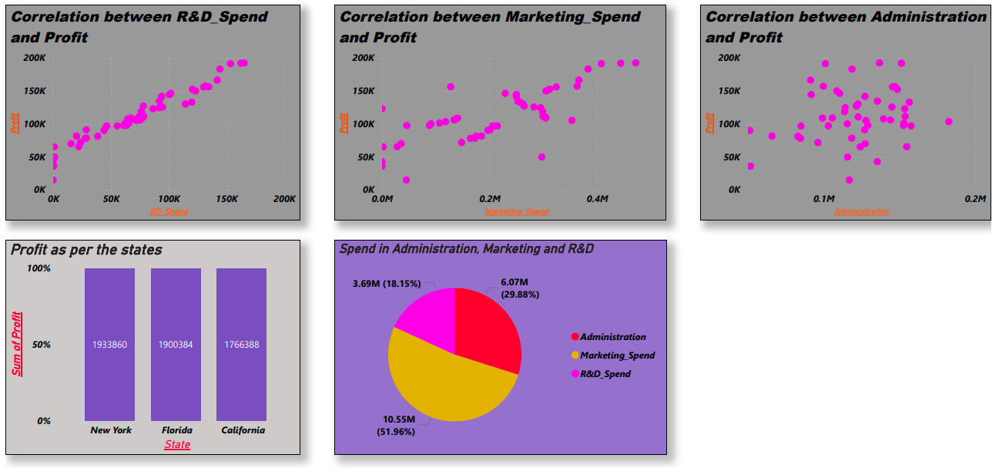 Correlation between R&D_Spend
and Profit
200K
150K
100K
50K
0K
Profit
0K 50K 100K 150K 200K
RD_Spend
Correlation between Marketing_Spend
and Profit
200K
150K
100K
50K
0K
Profit
0.0M 0.2M 0.4M
Marketing_Spend
Correlation between Administration
and Profit
200K
150K
100K
50K
0K
Profit
0.1M 0.2M
Administration
Profit as per the states
100%
50%
0%
Sum of Profit
1933860 1900384 1766388
New York Florida California
State
Spend in Administration, Marketing and R&D
3.69M (18.15%)
6.07M
(29.88%)
10.55M
(51.96%)
Administration
Marketing_Spend
R&D_Spend